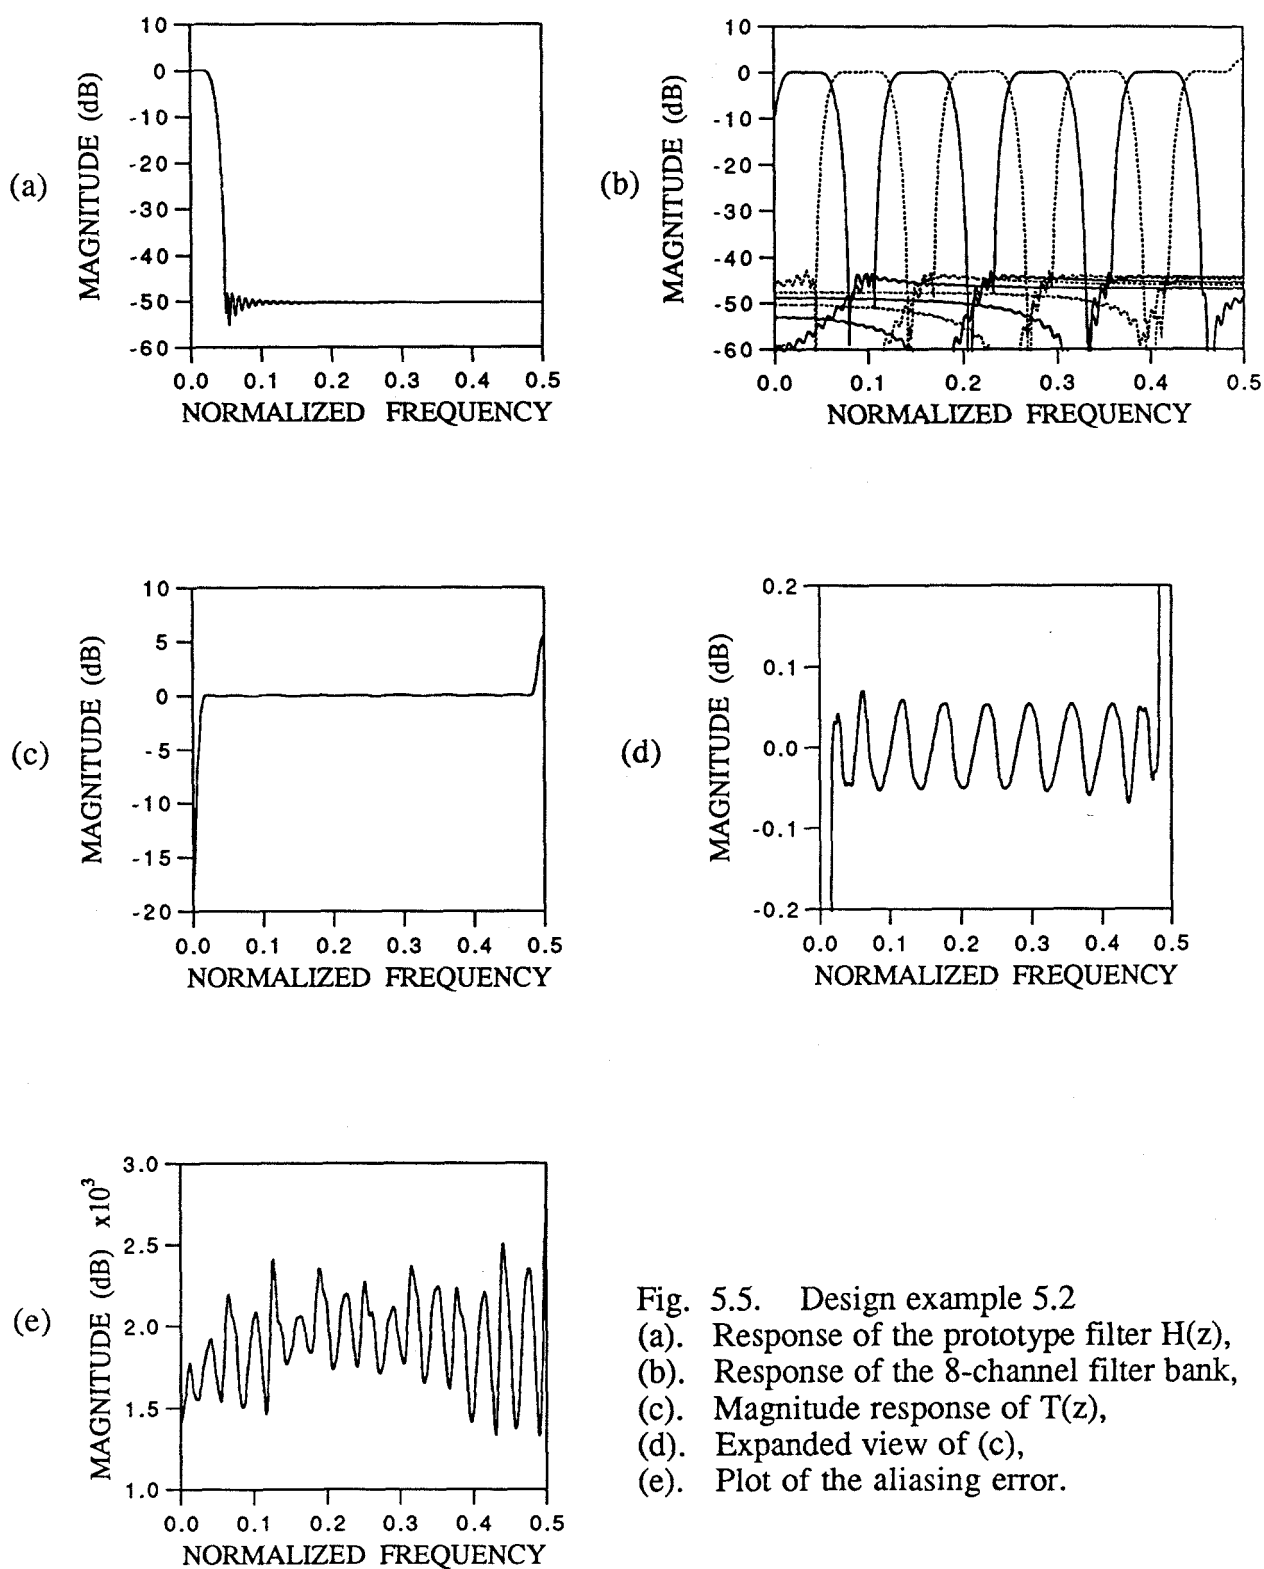 (a)
MAGNITUDE (dB)
10
0
-10
-20
-30
-40
-50
-60
0.0 0.1 0.2 0.3 0.4 0.5
NORMALIZED FREQUENCY
(b)
MAGNITUDE (dB)
10
0
-10
-20
-30
-40
-50
-60
0.0 0.1 0.2 0.3 0.4 0.5
NORMALIZED FREQUENCY
(c)
MAGNITUDE (dB)
10
5
0
-5
-10
-15
-20
0.0 0.1 0.2 0.3 0.4 0.5
NORMALIZED FREQUENCY
(d)
MAGNITUDE (dB)
0.2
0.1
0.0
-0.1
-0.2
0.0 0.1 0.2 0.3 0.4 0.5
NORMALIZED FREQUENCY
(e)
MAGNITUDE (dB) x10³
3.0
2.5
2.0
1.5
1.0
0.0 0.1 0.2 0.3 0.4 0.5
NORMALIZED FREQUENCY
Fig. 5.5. Design example 5.2
(a). Response of the prototype filter H(z),
(b). Response of the 8-channel filter bank,
(c). Magnitude response of T(z),
(d). Expanded view of (c),
(e). Plot of the aliasing error.